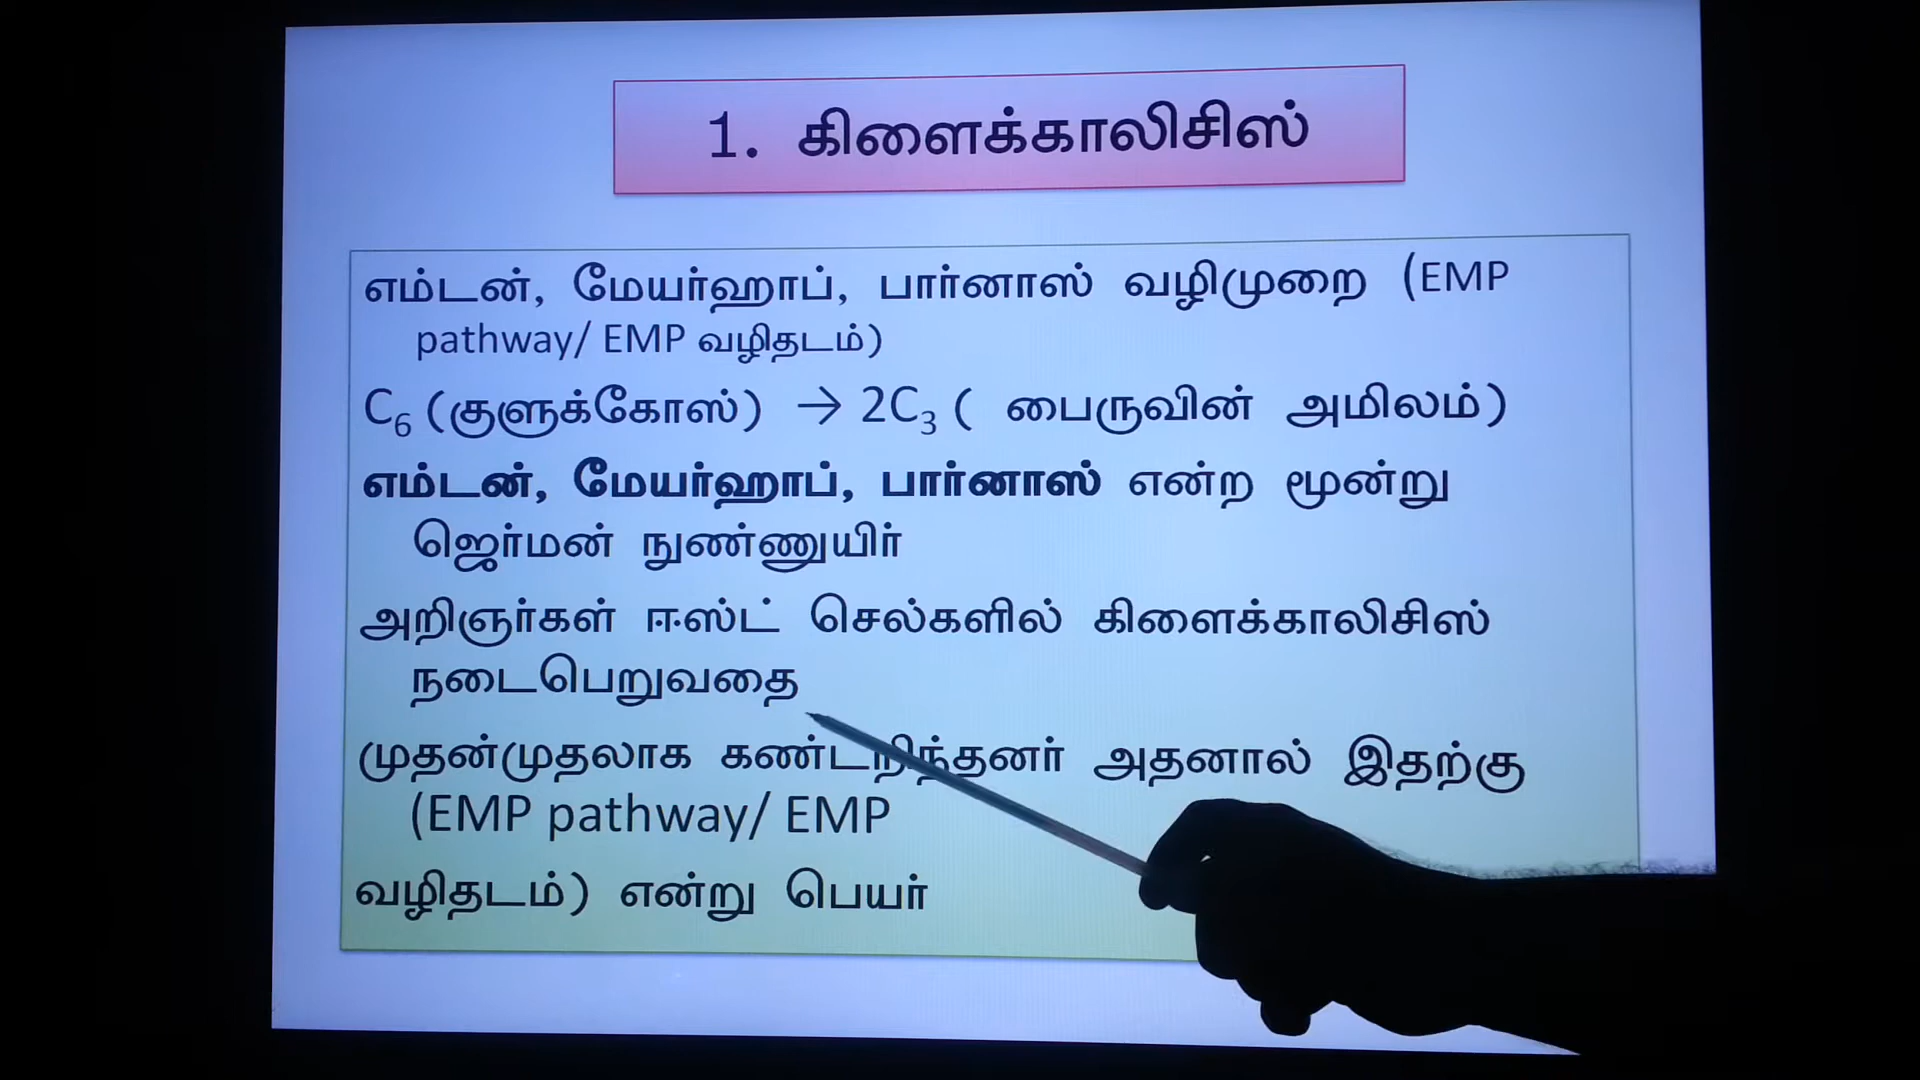 1. கிளைக்காலிசிஸ்
எம்டன், மேயர்ஹாப், பார்னாஸ் வழிமுறை (EMP
pathway/ EMP வழிதடம்)
C₆ (குளுக்கோஸ்) → 2C₃ ( பைருவின் அமிலம்)
எம்டன், மேயர்ஹாப், பார்னாஸ் என்ற மூன்று
ஜெர்மன் நுண்ணுயிர்
அறிஞர்கள் ஈஸ்ட் செல்களில் கிளைக்காலிசிஸ்
நடைபெறுவதை
முதன்முதலாக கண்டறிந்தனர் அதனால் இதற்கு
(EMP pathway/ EMP
வழிதடம்) என்று பெயர்